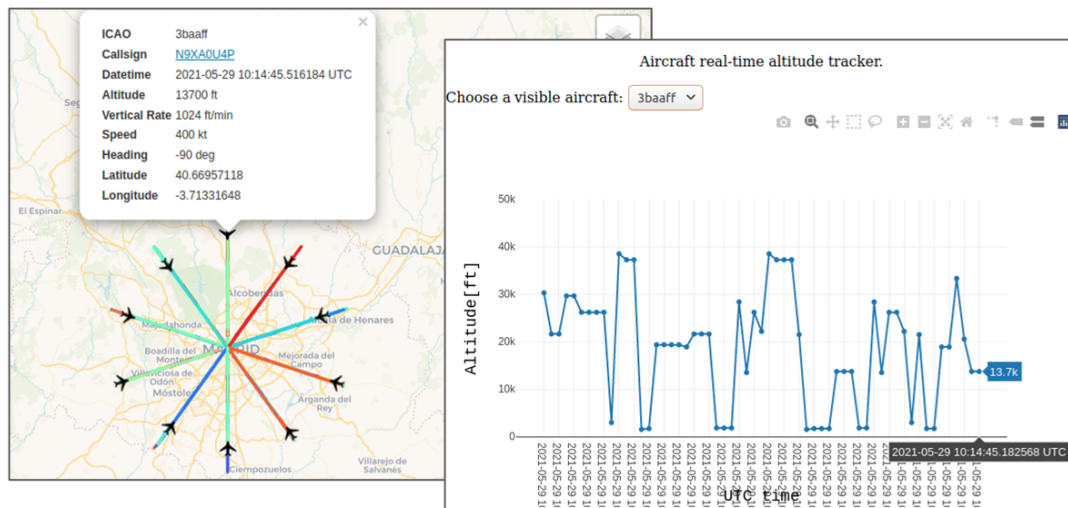 ICAO 3baaff
Callsign N9XA0U4P
Datetime 2021-05-29 10:14:45.516184 UTC
Altitude 13700 ft
Vertical Rate 1024 ft/min
Speed 400 kt
Heading -90 deg
Latitude 40.66957118
Longitude -3.71331648
El Espinar
GUADALAJA
Alcobendas
Majadahonda
Alcalá de Henares
MADRID
Boadilla del
Monte
Mejorada del
Campo
Villaviciosa de
Odón
Móstoles
Arganda del
Rey
Ciempozuelos
Villarejo de
Salvanés
Aircraft real-time altitude tracker.
Choose a visible aircraft: 3baaff
50k
40k
30k
20k
10k
0
Altitude[ft]
13.7k
2021-05-29 10:14:45.182568 UTC
UTC time